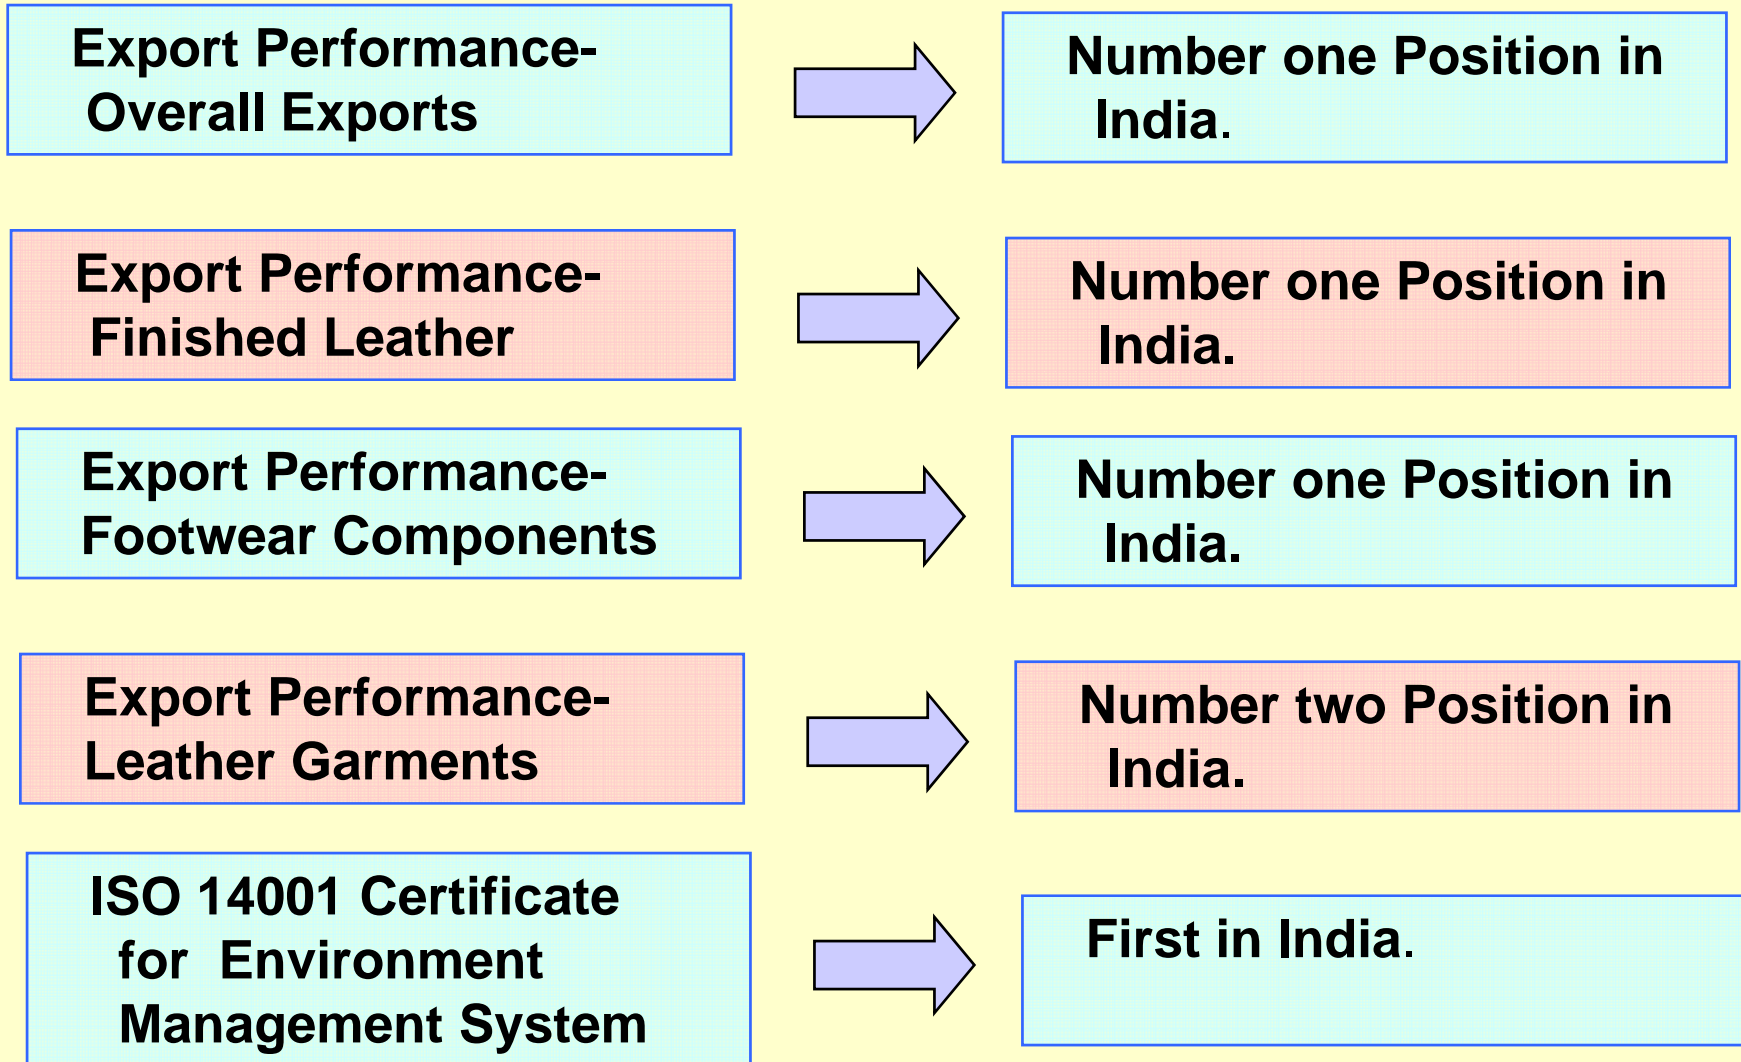 Export Performance-
Overall Exports
Number one Position in
India.
Export Performance-
Finished Leather
Number one Position in
India.
Export Performance-
Footwear Components
Number one Position in
India.
Export Performance-
Leather Garments
Number two Position in
India.
ISO 14001 Certificate
for Environment
Management System
First in India.